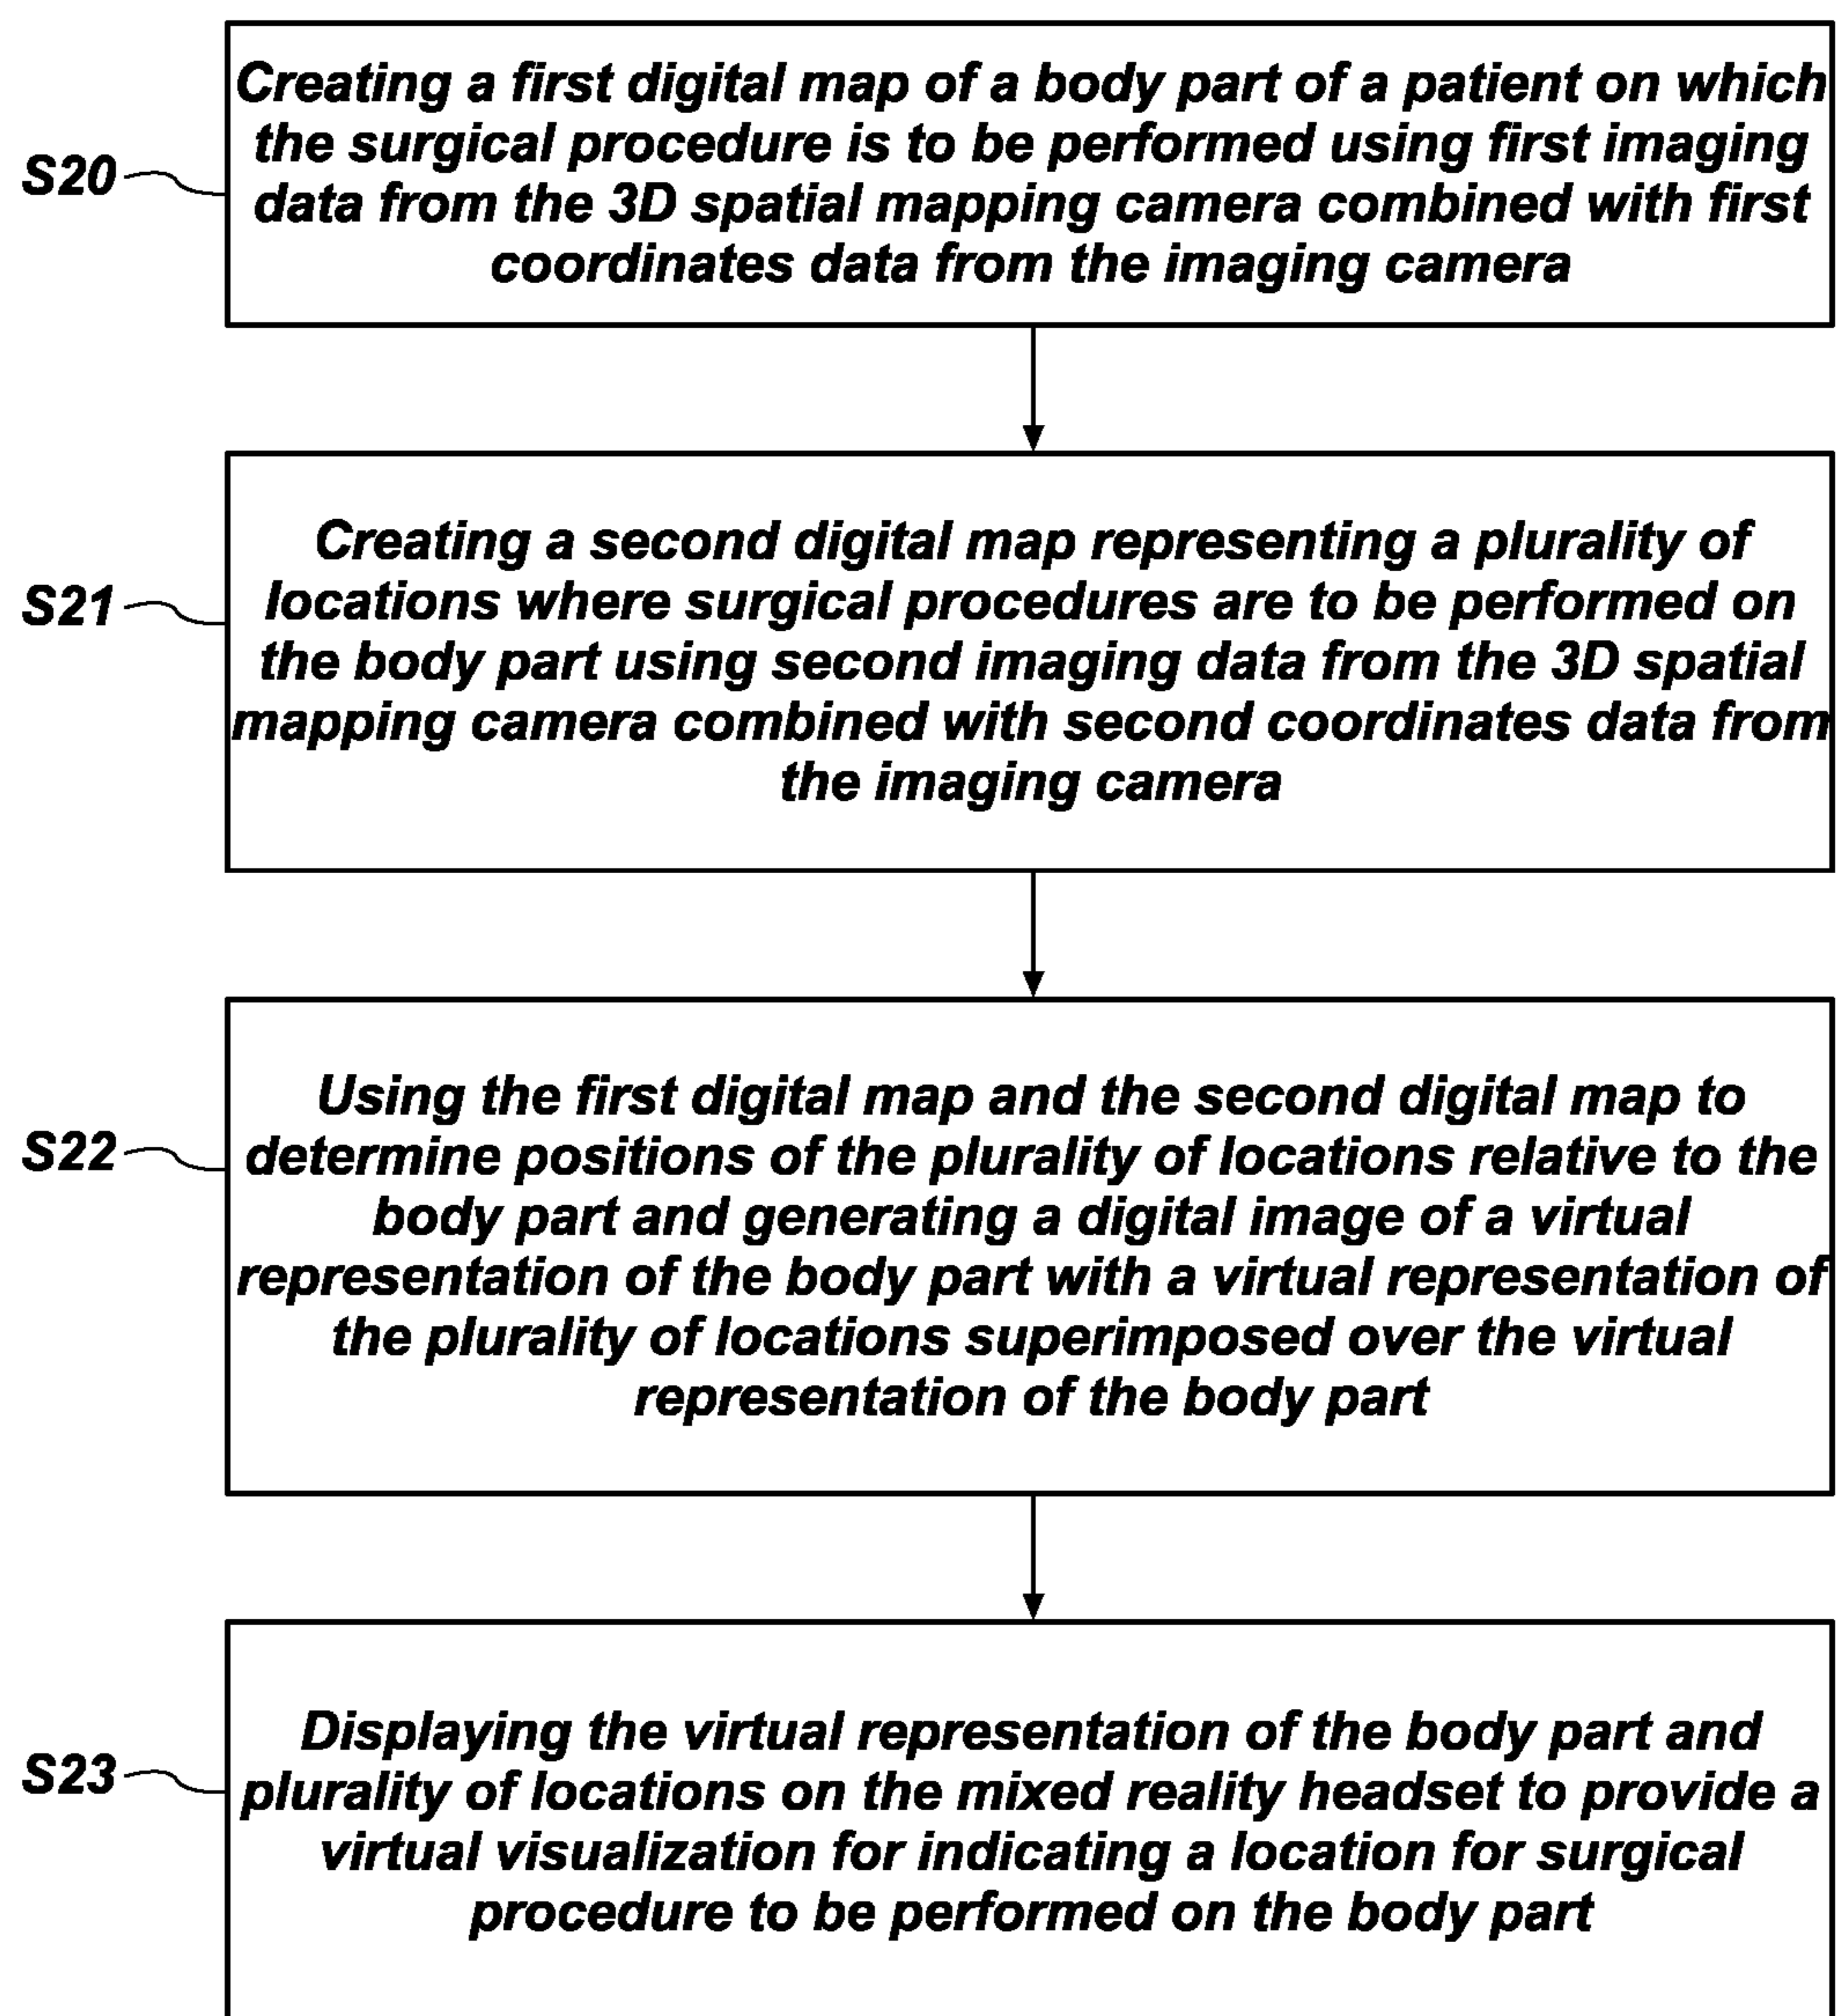 Creating a first digital map of a body part of a patient on which
the surgical procedure is to be performed using first imaging
S20
data from the 3D spatial mapping camera combined with first
coordinates data from the imaging camera
Creating a second digital map representing a plurality of
S21
locations where surgical procedures are to be performed on
the body part using second imaging data from the 3D spatial
mapping camera combined with second coordinates data from
the imaging camera
Using the first digital map and the second digital map to
S22
determine positions of the plurality of locations relative to the
body part and generating a digital image of a virtual
representation of the body part with a virtual representation of
the plurality of locations superimposed over the virtual
representation of the body part
Displaying the virtual representation of the body part and
S23
plurality of locations on the mixed reality headset to provide a
virtual visualization for indicating a location for surgical
procedure to be performed on the body part